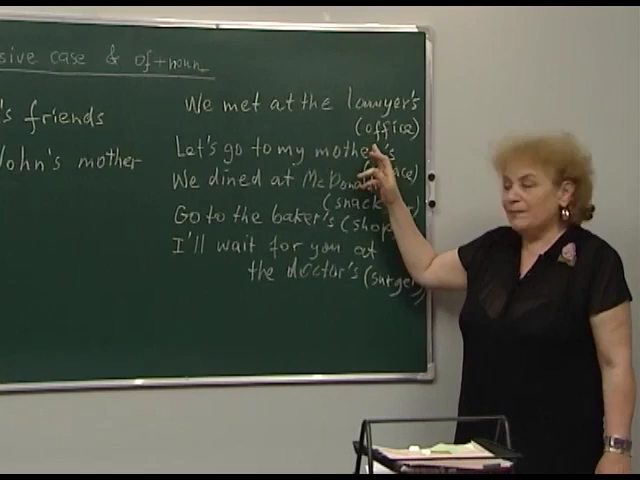 sive case & of + noun
's friends
John's mother
We met at the lawyer's
(office)
Let's go to my mother's
We dined at McDonal
(snack
Go to the baker's (shop
I'll wait for you at
the doctor's (surgery)